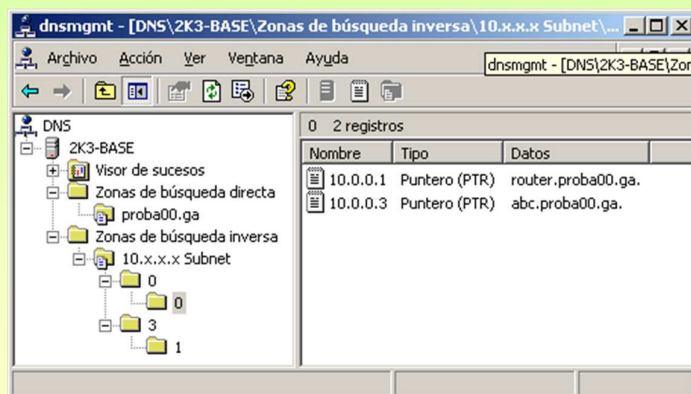 dnsmgmt - [DNS\2K3-BASE\Zonas de búsqueda inversa\10.x.x.x Subnet\...
Archivo Acción Ver Ventana Ayuda
dnsmgmt - [DNS\2K3-BASE\Zor
DNS
2K3-BASE
Visor de sucesos
Zonas de búsqueda directa
proba00.ga
Zonas de búsqueda inversa
10.x.x.x Subnet
0
0
3
1
0 2 registros
Nombre Tipo Datos
10.0.0.1 Puntero (PTR) router.proba00.ga.
10.0.0.3 Puntero (PTR) abc.proba00.ga.